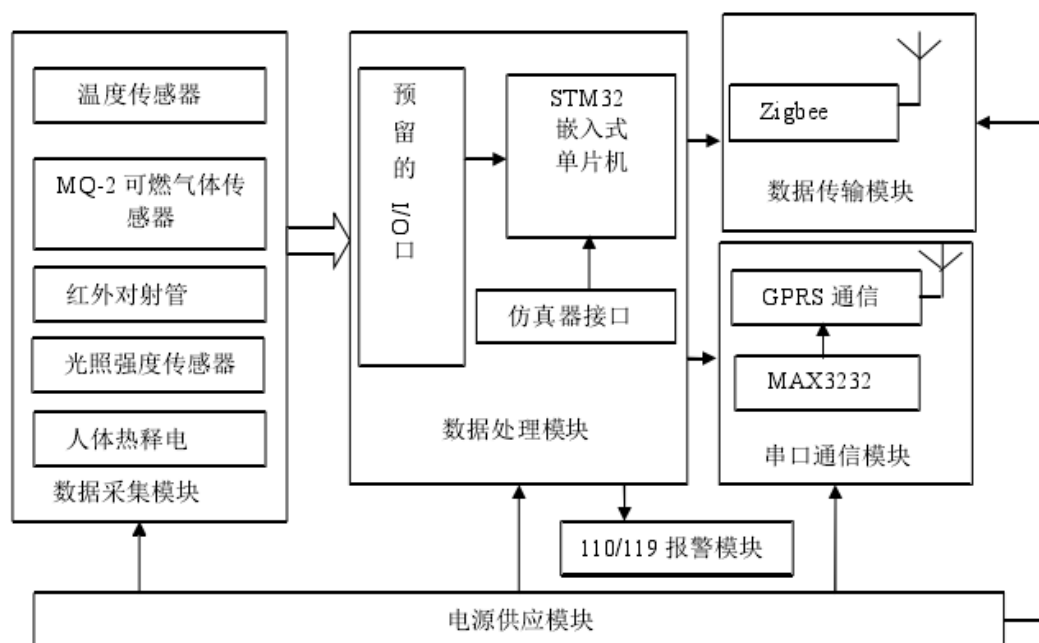 温度传感器
MQ-2 可燃气体传
感器
红外对射管
光照强度传感器
人体热释电
数据采集模块
预留的 I/O口
STM32
嵌入式
单片机
仿真器接口
数据处理模块
Zigbee
数据传输模块
GPRS 通信
MAX3232
串口通信模块
110/119 报警模块
电源供应模块